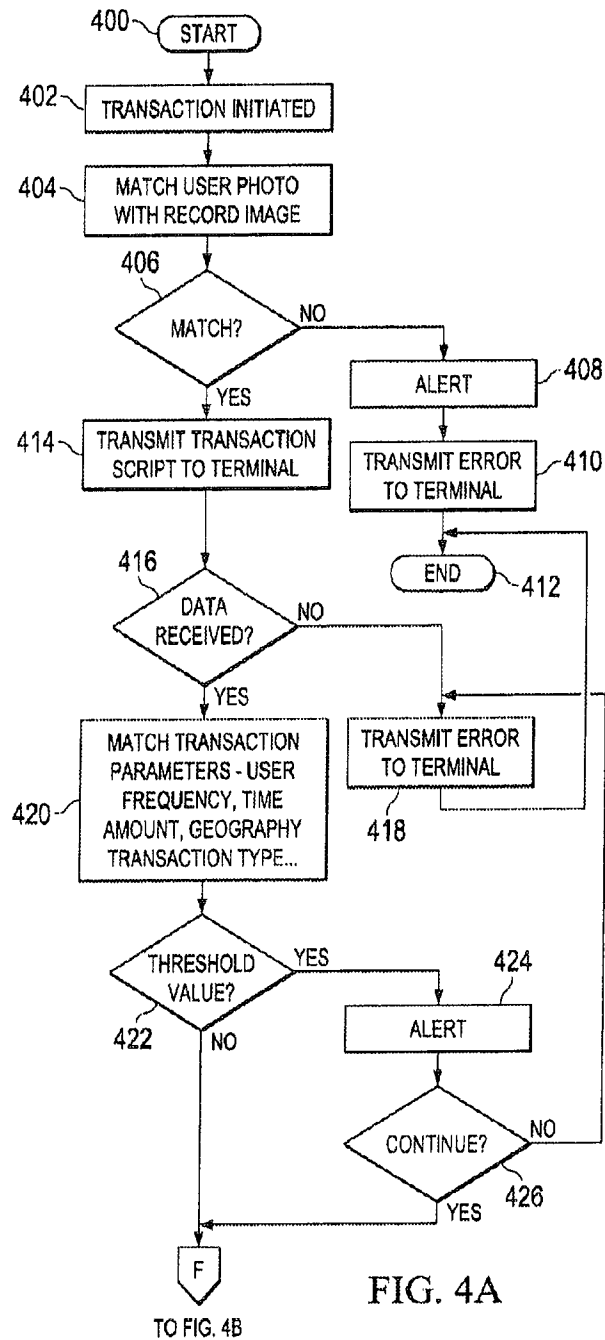 400
START
402
TRANSACTION INITIATED
404
MATCH USER PHOTO
WITH RECORD IMAGE
406
MATCH?
NO
YES
ALERT
408
414
TRANSMIT TRANSACTION
SCRIPT TO TERMINAL
TRANSMIT ERROR
TO TERMINAL
410
END
412
416
DATA
RECEIVED?
NO
YES
420
MATCH TRANSACTION
PARAMETERS - USER
FREQUENCY, TIME
AMOUNT, GEOGRAPHY
TRANSACTION TYPE...
TRANSMIT ERROR
TO TERMINAL
418
THRESHOLD
VALUE?
YES
422
NO
424
ALERT
CONTINUE?
NO
426
YES
F
TO FIG. 4B
FIG. 4A